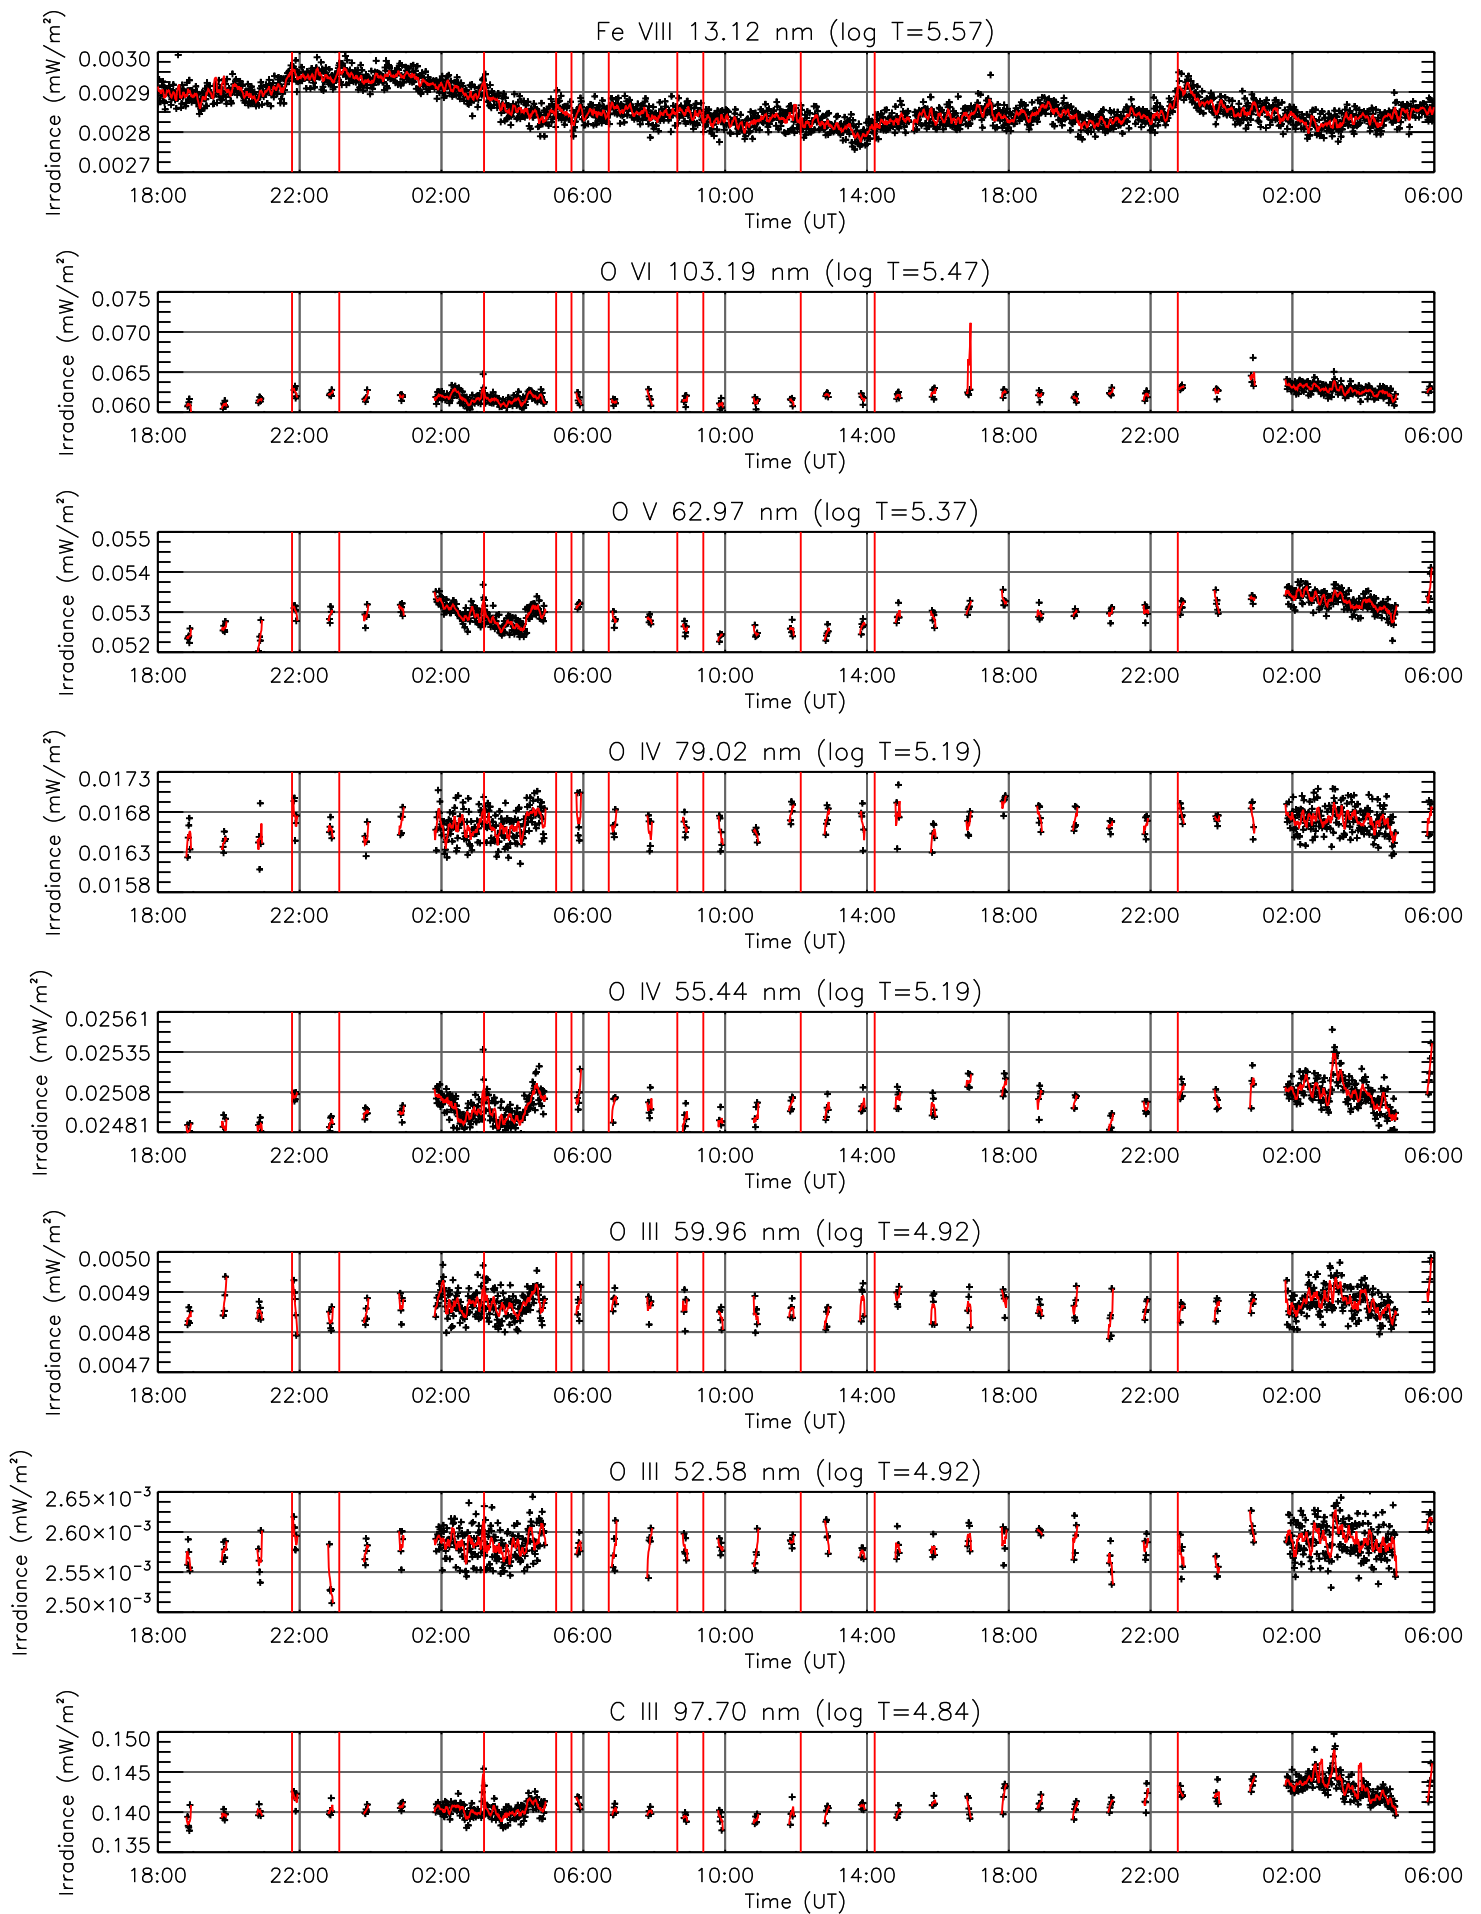 Fe VIII 13.12 nm (log T=5.57)
Irradiance (mW/m²)
0.0030
0.0029
0.0028
0.0027
18:00 22:00 02:00 06:00 10:00 14:00 18:00 22:00 02:00 06:00
Time (UT)
O VI 103.19 nm (log T=5.47)
Irradiance (mW/m²)
0.075
0.070
0.065
0.060
18:00 22:00 02:00 06:00 10:00 14:00 18:00 22:00 02:00 06:00
Time (UT)
O V 62.97 nm (log T=5.37)
Irradiance (mW/m²)
0.055
0.054
0.053
0.052
18:00 22:00 02:00 06:00 10:00 14:00 18:00 22:00 02:00 06:00
Time (UT)
O IV 79.02 nm (log T=5.19)
Irradiance (mW/m²)
0.0173
0.0168
0.0163
0.0158
18:00 22:00 02:00 06:00 10:00 14:00 18:00 22:00 02:00 06:00
Time (UT)
O IV 55.44 nm (log T=5.19)
Irradiance (mW/m²)
0.02561
0.02535
0.02508
0.02481
18:00 22:00 02:00 06:00 10:00 14:00 18:00 22:00 02:00 06:00
Time (UT)
O III 59.96 nm (log T=4.92)
Irradiance (mW/m²)
0.0050
0.0049
0.0048
0.0047
18:00 22:00 02:00 06:00 10:00 14:00 18:00 22:00 02:00 06:00
Time (UT)
O III 52.58 nm (log T=4.92)
Irradiance (mW/m²)
2.65×10⁻³
2.60×10⁻³
2.55×10⁻³
2.50×10⁻³
18:00 22:00 02:00 06:00 10:00 14:00 18:00 22:00 02:00 06:00
Time (UT)
C III 97.70 nm (log T=4.84)
Irradiance (mW/m²)
0.150
0.145
0.140
0.135
18:00 22:00 02:00 06:00 10:00 14:00 18:00 22:00 02:00 06:00
Time (UT)